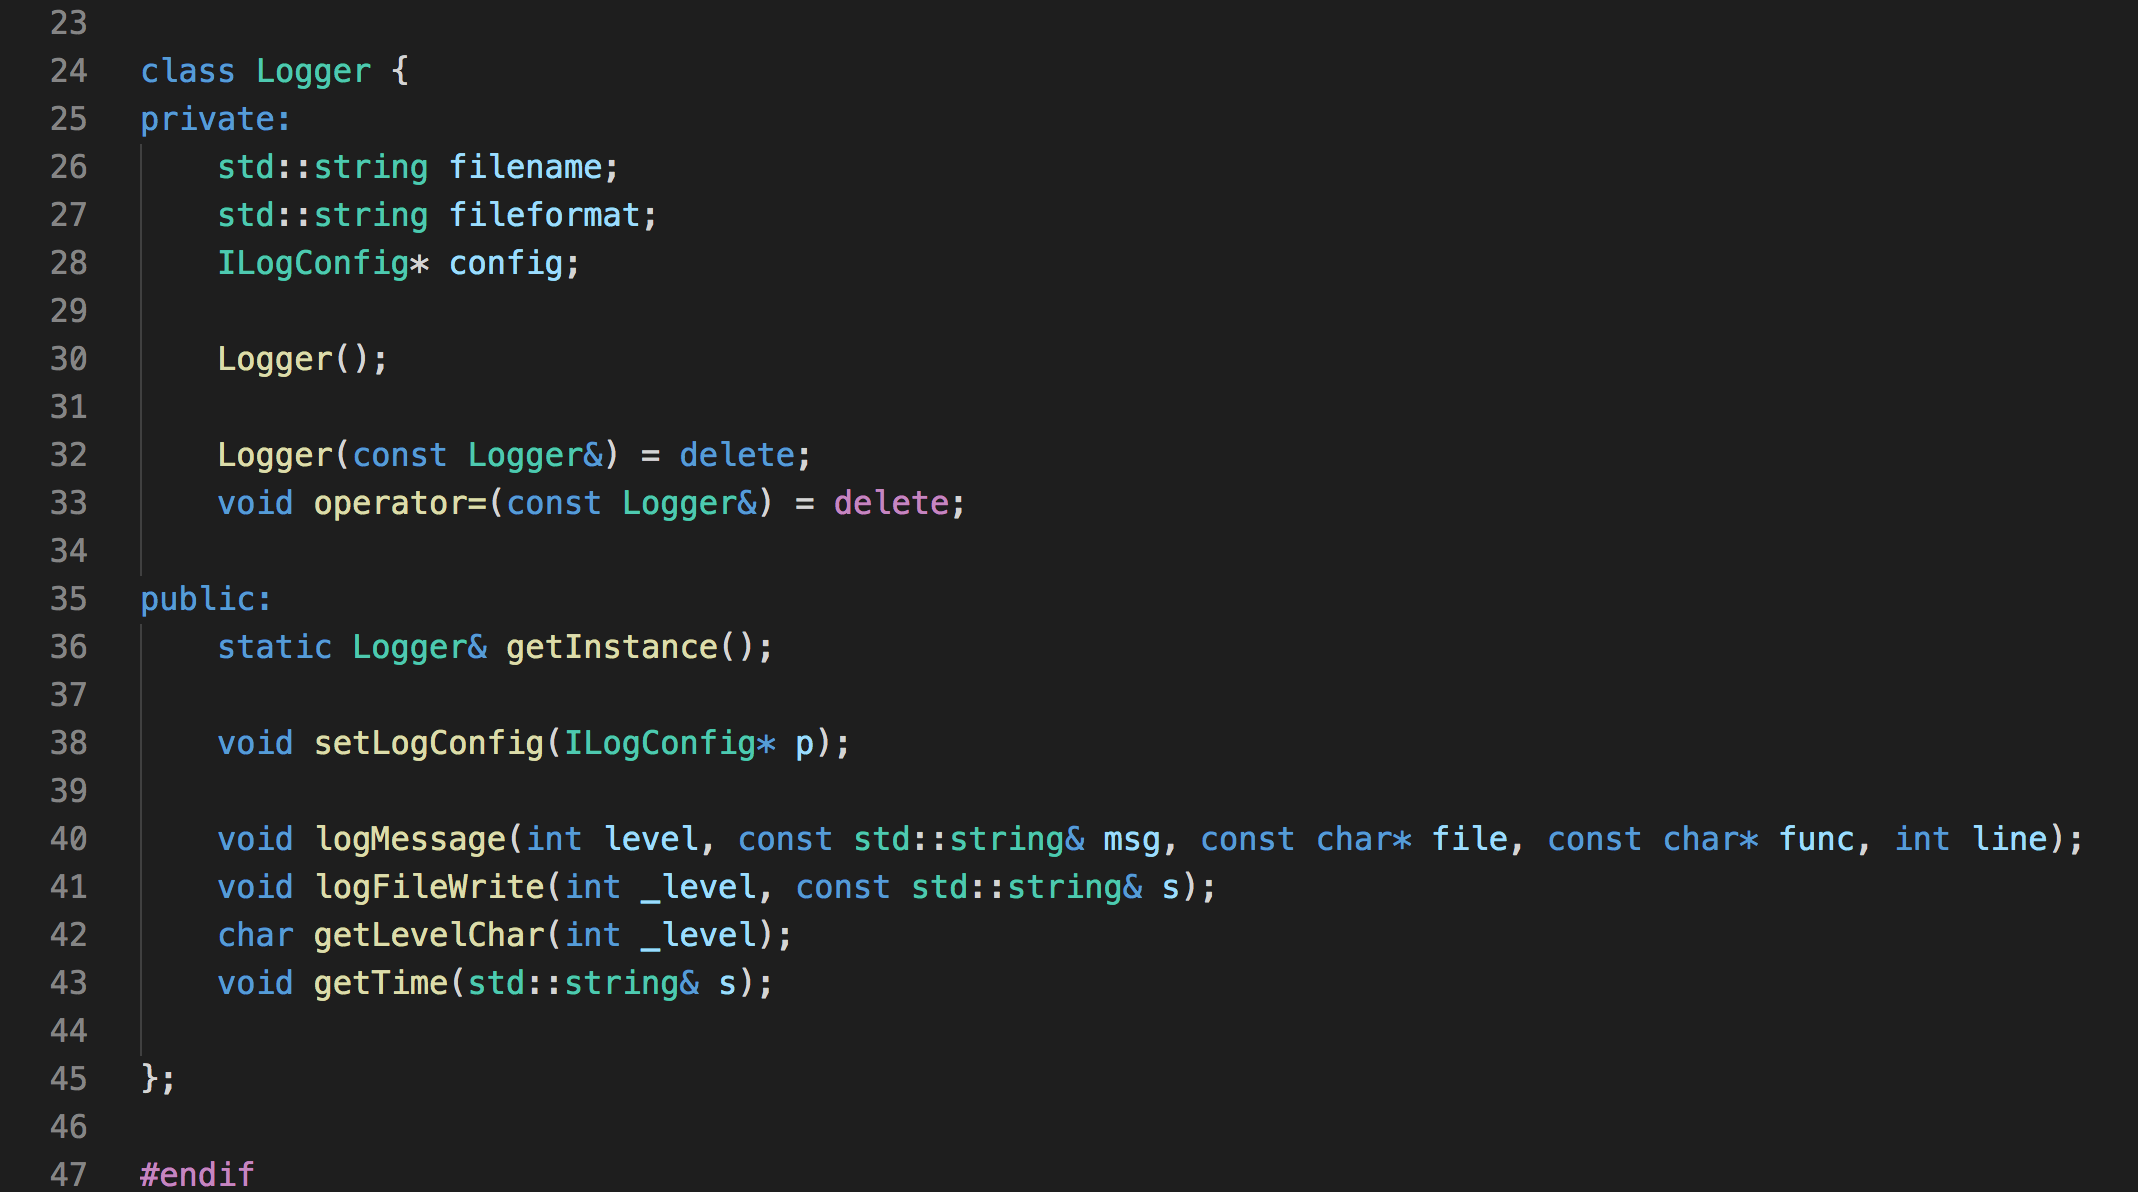 23
24 class Logger {
25 private:
26     std::string filename;
27     std::string fileformat;
28     ILogConfig* config;
29
30     Logger();
31
32     Logger(const Logger&) = delete;
33     void operator=(const Logger&) = delete;
34
35 public:
36     static Logger& getInstance();
37
38     void setLogConfig(ILogConfig* p);
39
40     void logMessage(int level, const std::string& msg, const char* file, const char* func, int line);
41     void logFileWrite(int _level, const std::string& s);
42     char getLevelChar(int _level);
43     void getTime(std::string& s);
44
45 };
46
47 #endif